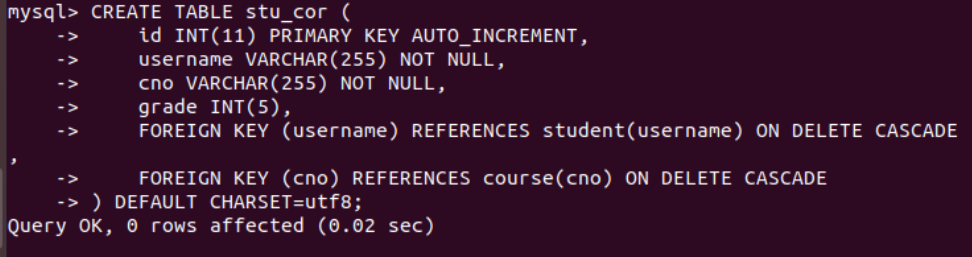 mysql> CREATE TABLE stu_cor (
    ->     id INT(11) PRIMARY KEY AUTO_INCREMENT,
    ->     username VARCHAR(255) NOT NULL,
    ->     cno VARCHAR(255) NOT NULL,
    ->     grade INT(5),
    ->     FOREIGN KEY (username) REFERENCES student(username) ON DELETE CASCADE
,
    ->     FOREIGN KEY (cno) REFERENCES course(cno) ON DELETE CASCADE
    -> ) DEFAULT CHARSET=utf8;
Query OK, 0 rows affected (0.02 sec)